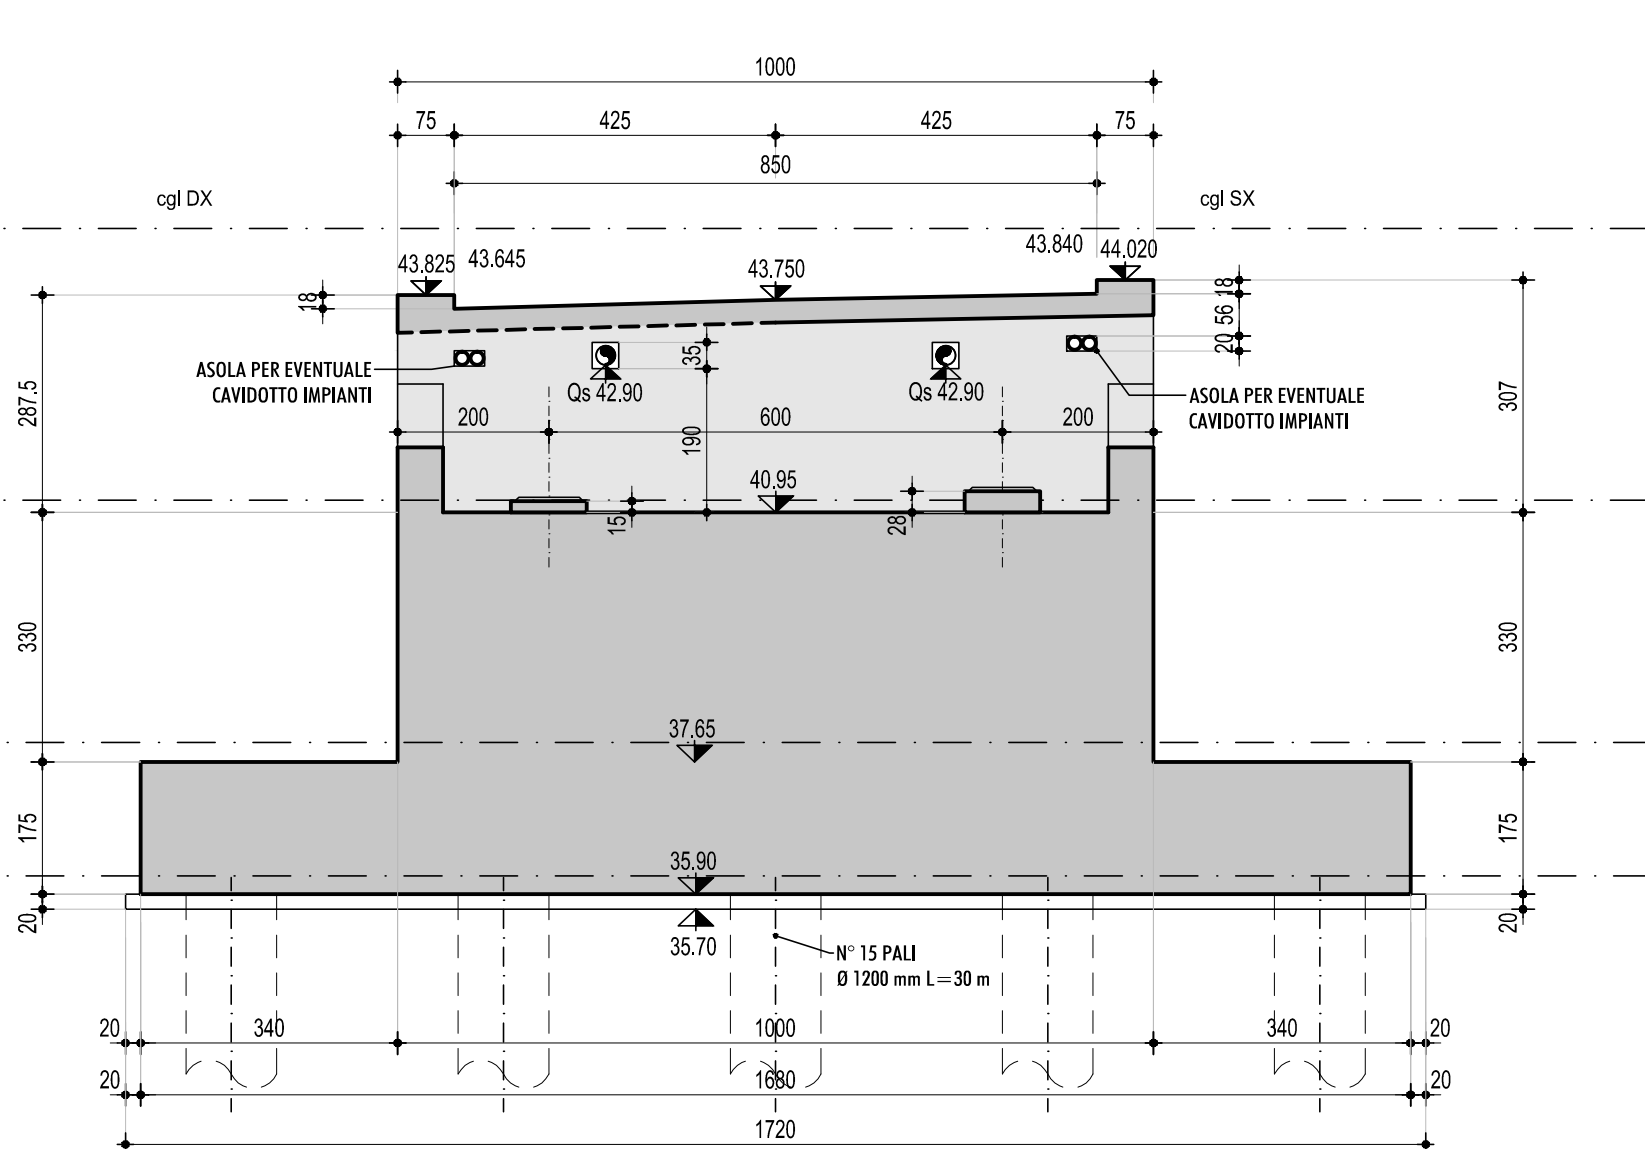 1000
75 425 425 75
850
cgl DX cgl SX
43.825 43.645 43.750 43.840 44.020
18 18
56
20
35
ASOLA PER EVENTUALE
CAVIDOTTO IMPIANTI
Qs 42.90 Qs 42.90
ASOLA PER EVENTUALE
CAVIDOTTO IMPIANTI
287.5 307
200 600 200
190
40.95
15 28
330 330
37.65
175 175
35.90
20 20
35.70
N° 15 PALI
Ø 1200 mm L=30 m
20 340 1000 340 20
20 1680 20
1720